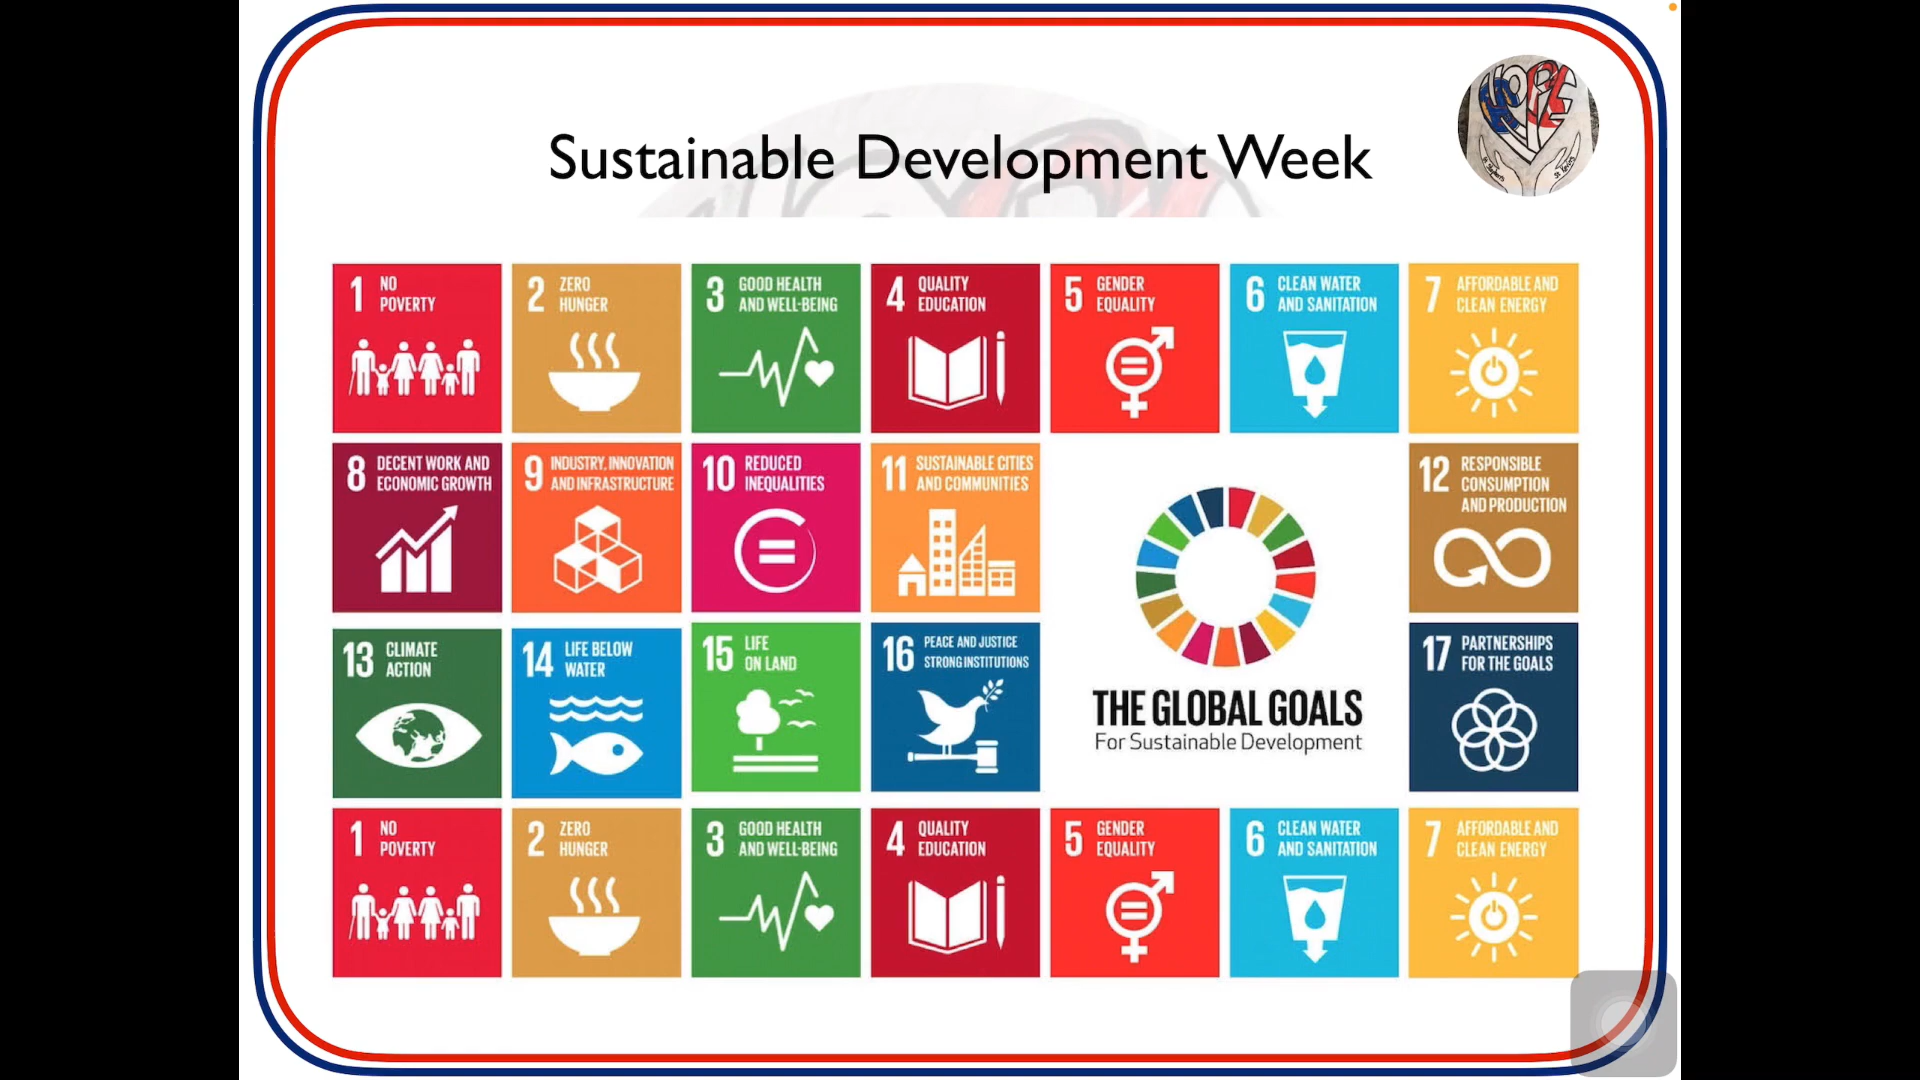 Sustainable Development Week
HOPE
1 NO
POVERTY
2 ZERO
HUNGER
3 GOOD HEALTH
AND WELL-BEING
4 QUALITY
EDUCATION
5 GENDER
EQUALITY
6 CLEAN WATER
AND SANITATION
7 AFFORDABLE AND
CLEAN ENERGY
8 DECENT WORK AND
ECONOMIC GROWTH
9 INDUSTRY, INNOVATION
AND INFRASTRUCTURE
10 REDUCED
INEQUALITIES
11 SUSTAINABLE CITIES
AND COMMUNITIES
12 RESPONSIBLE
CONSUMPTION
AND PRODUCTION
13 CLIMATE
ACTION
14 LIFE BELOW
WATER
15 LIFE
ON LAND
16 PEACE AND JUSTICE
STRONG INSTITUTIONS
THE GLOBAL GOALS
For Sustainable Development
17 PARTNERSHIPS
FOR THE GOALS
1 NO
POVERTY
2 ZERO
HUNGER
3 GOOD HEALTH
AND WELL-BEING
4 QUALITY
EDUCATION
5 GENDER
EQUALITY
6 CLEAN WATER
AND SANITATION
7 AFFORDABLE AND
CLEAN ENERGY